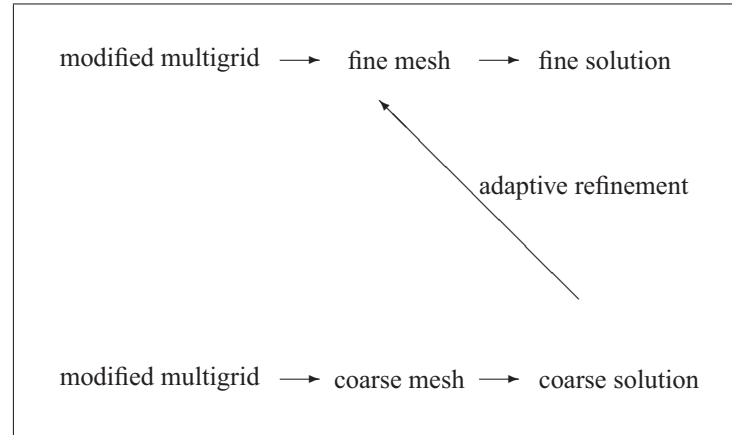 modified multigrid → fine mesh → fine solution
adaptive refinement
modified multigrid → coarse mesh → coarse solution